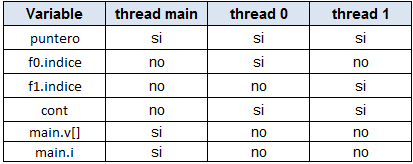 Variable thread main thread 0 thread 1
puntero si si si
f0.indice no si no
f1.indice no no si
cont no si si
main.v[] si no no
main.i si no no